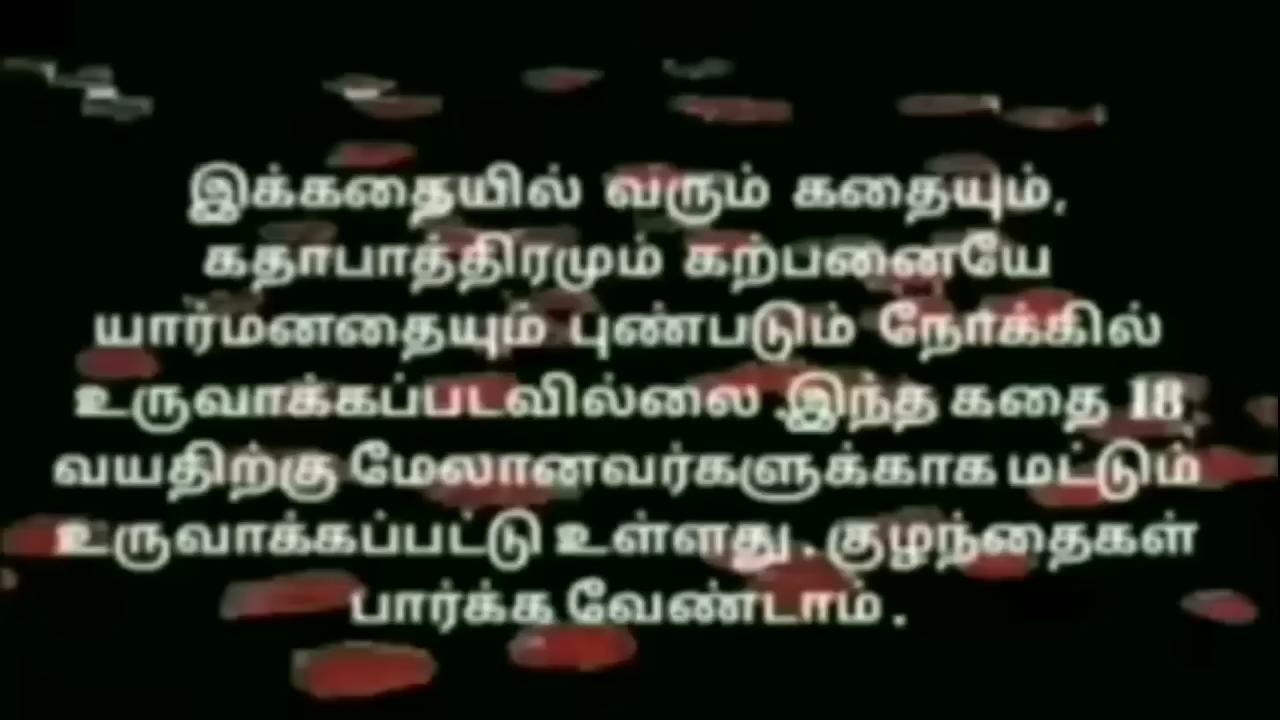 இக்கதையில் வரும் கதையும்,
கதாபாத்திரமும் கற்பனையே
யார்மனதையும் புண்படும் நோக்கில்
உருவாக்கப்படவில்லை .இந்த கதை 18
வயதிற்கு மேலானவர்களுக்காக மட்டும்
உருவாக்கப்பட்டு உள்ளது . குழந்தைகள்
பார்க்க வேண்டாம் .